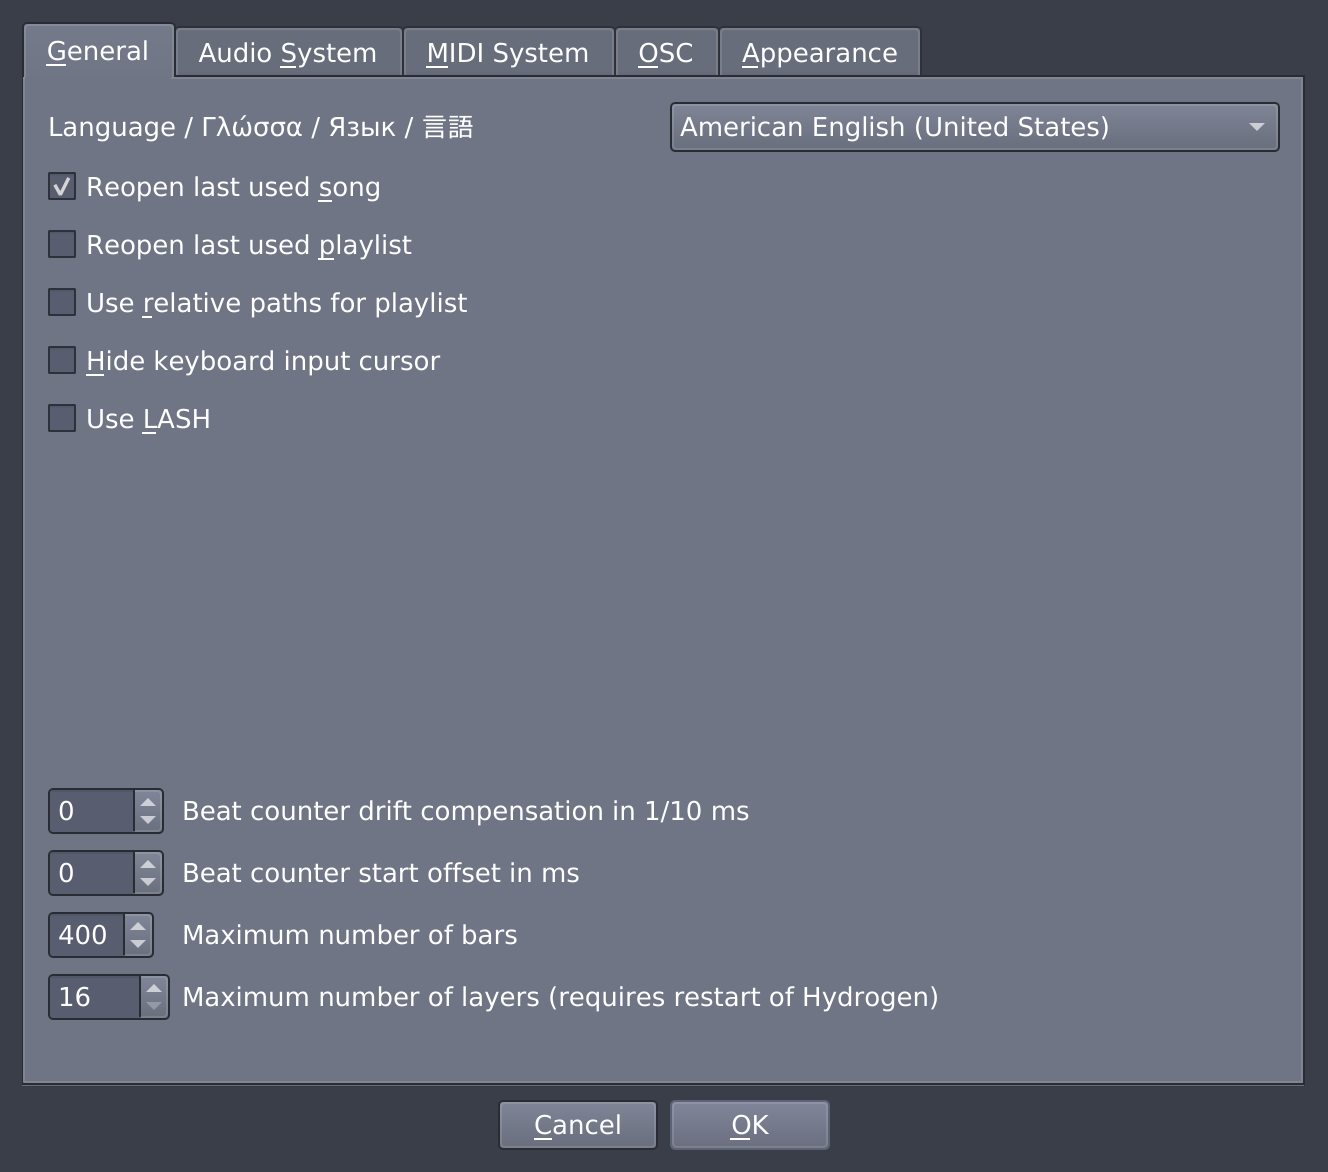 General Audio System MIDI System OSC Appearance
Language / Γλώσσα / Язык / 言語 American English (United States)
Reopen last used song
Reopen last used playlist
Use relative paths for playlist
Hide keyboard input cursor
Use LASH
0 Beat counter drift compensation in 1/10 ms
0 Beat counter start offset in ms
400 Maximum number of bars
16 Maximum number of layers (requires restart of Hydrogen)
Cancel OK